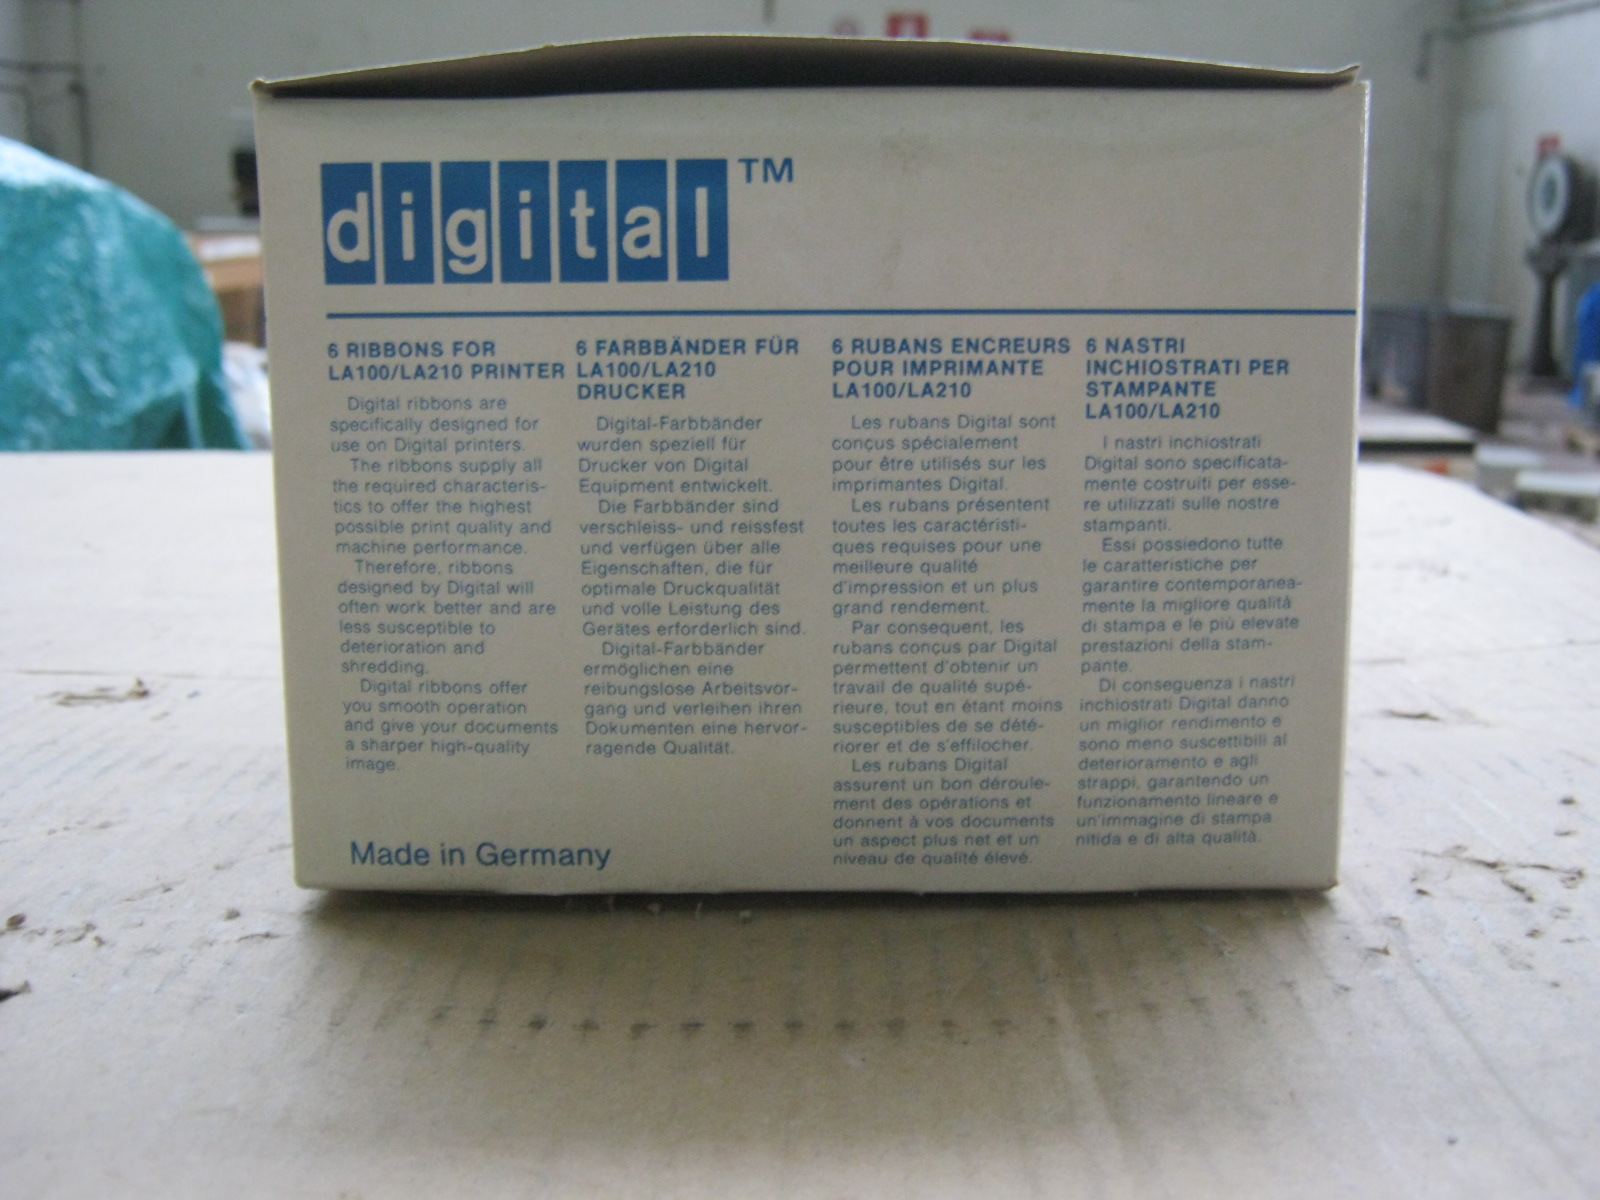 digital™
6 RIBBONS FOR
LA100/LA210 PRINTER
Digital ribbons are
specifically designed for
use on Digital printers.
The ribbons supply all
the required characteris-
tics to offer the highest
possible print quality and
machine performance.
Therefore, ribbons
designed by Digital will
often work better and are
less susceptible to
deterioration and
shredding.
Digital ribbons offer
you smooth operation
and give your documents
a sharper high-quality
image.
Made in Germany
6 FARBBÄNDER FÜR
LA100/LA210
DRUCKER
Digital-Farbbänder
wurden speziell für
Drucker von Digital
Equipment entwickelt.
Die Farbbänder sind
verschleiss- und reissfest
und verfügen über alle
Eigenschaften, die für
optimale Druckqualität
und volle Leistung des
Gerätes erforderlich sind.
Digital-Farbbänder
ermöglichen eine
reibungslose Arbeitsvor-
gang und verleihen ihren
Dokumenten eine hervor-
ragende Qualität.
6 RUBANS ENCREURS
POUR IMPRIMANTE
LA100/LA210
Les rubans Digital sont
conçus spécialement
pour être utilisés sur les
imprimantes Digital.
Les rubans présentent
toutes les caractéristi-
ques requises pour une
meilleure qualité
d'impression et un plus
grand rendement.
Par consequent, les
rubans conçus par Digital
permettent d'obtenir un
travail de qualité supé-
rieure, tout en étant moins
susceptibles de se dété-
riorer et de s'effilocher.
Les rubans Digital
assurent un bon déroule-
ment des opérations et
donnent à vos documents
un aspect plus net et un
niveau de qualité élevé.
6 NASTRI
INCHIOSTRATI PER
STAMPANTE
LA100/LA210
I nastri inchiostrati
Digital sono specificata-
mente costruiti per esse-
re utilizzati sulle nostre
stampanti.
Essi possiedono tutte
le caratteristiche per
garantire contemporanea-
mente la migliore qualità
di stampa e le più elevate
prestazioni della stam-
pante.
Di conseguenza i nastri
inchiostrati Digital danno
un miglior rendimento e
sono meno suscettibili al
deterioramento e agli
strappi, garantendo un
funzionamento lineare e
un'immagine di stampa
nitida e di alta qualità.